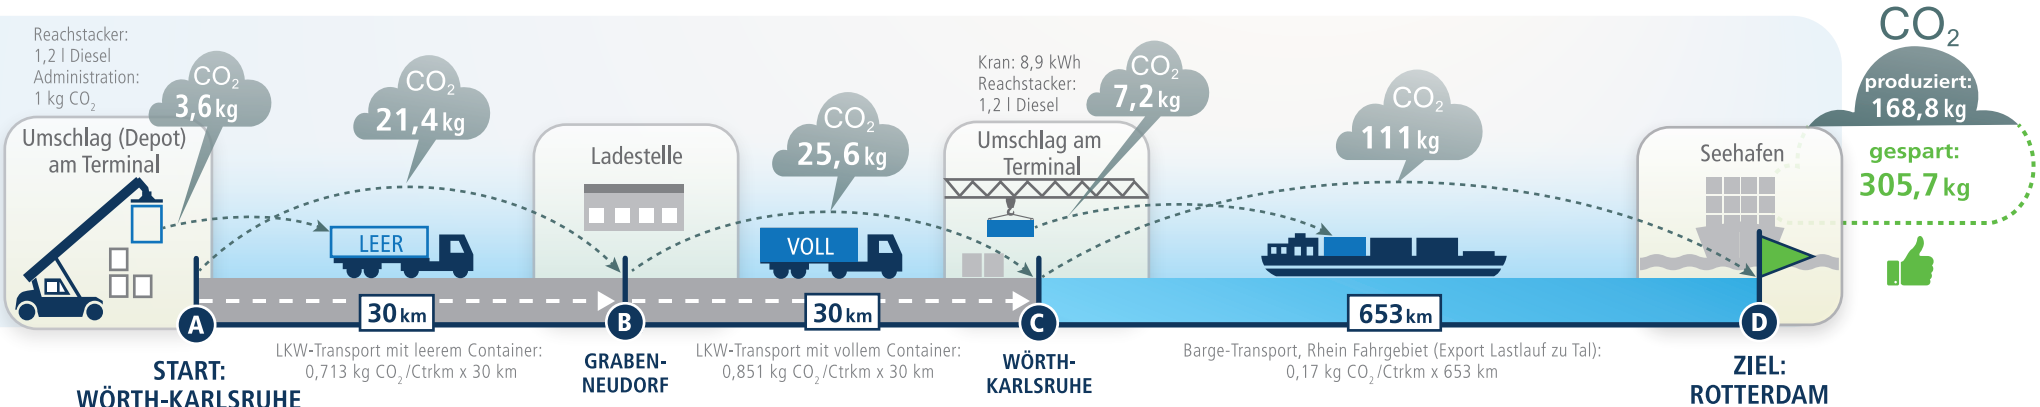 Reachstacker:
1,2 l Diesel
Administration:
1 kg CO₂
CO₂
3,6 kg
Umschlag (Depot)
am Terminal
CO₂
21,4 kg
LEER
Ladestelle
CO₂
25,6 kg
VOLL
Kran: 8,9 kWh
Reachstacker:
1,2 l Diesel
CO₂
7,2 kg
Umschlag am
Terminal
CO₂
111 kg
Seehafen
CO₂
produziert:
168,8 kg
gespart:
305,7 kg
A
30 km
B
30 km
C
653 km
D
START:
WÖRTH-KARLSRUHE
LKW-Transport mit leerem Container:
0,713 kg CO₂/Ctrkm x 30 km
GRABEN-
NEUDORF
LKW-Transport mit vollem Container:
0,851 kg CO₂/Ctrkm x 30 km
WÖRTH-
KARLSRUHE
Barge-Transport, Rhein Fahrgebiet (Export Lastlauf zu Tal):
0,17 kg CO₂/Ctrkm x 653 km
ZIEL:
ROTTERDAM